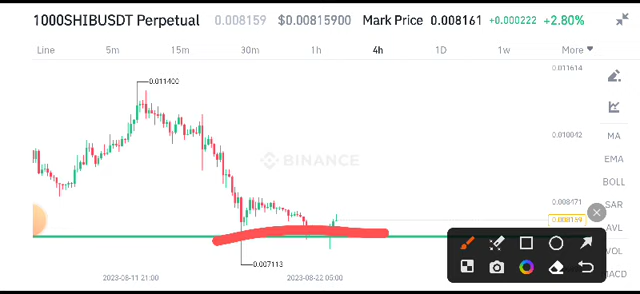 1000SHIBUSDT Perpetual 0.008159 $0.00815900 Mark Price 0.008161 +0.000222 +2.80%
Line 5m 15m 30m 1h 4h 1D 1w More
0.011614
0.011400
MA
0.010042
EMA
BINANCE
BOLL
0.008471
SAR
0.008159
AVL
VOL
0.007113
MACD
2023-08-11 21:00 2023-08-22 05:00